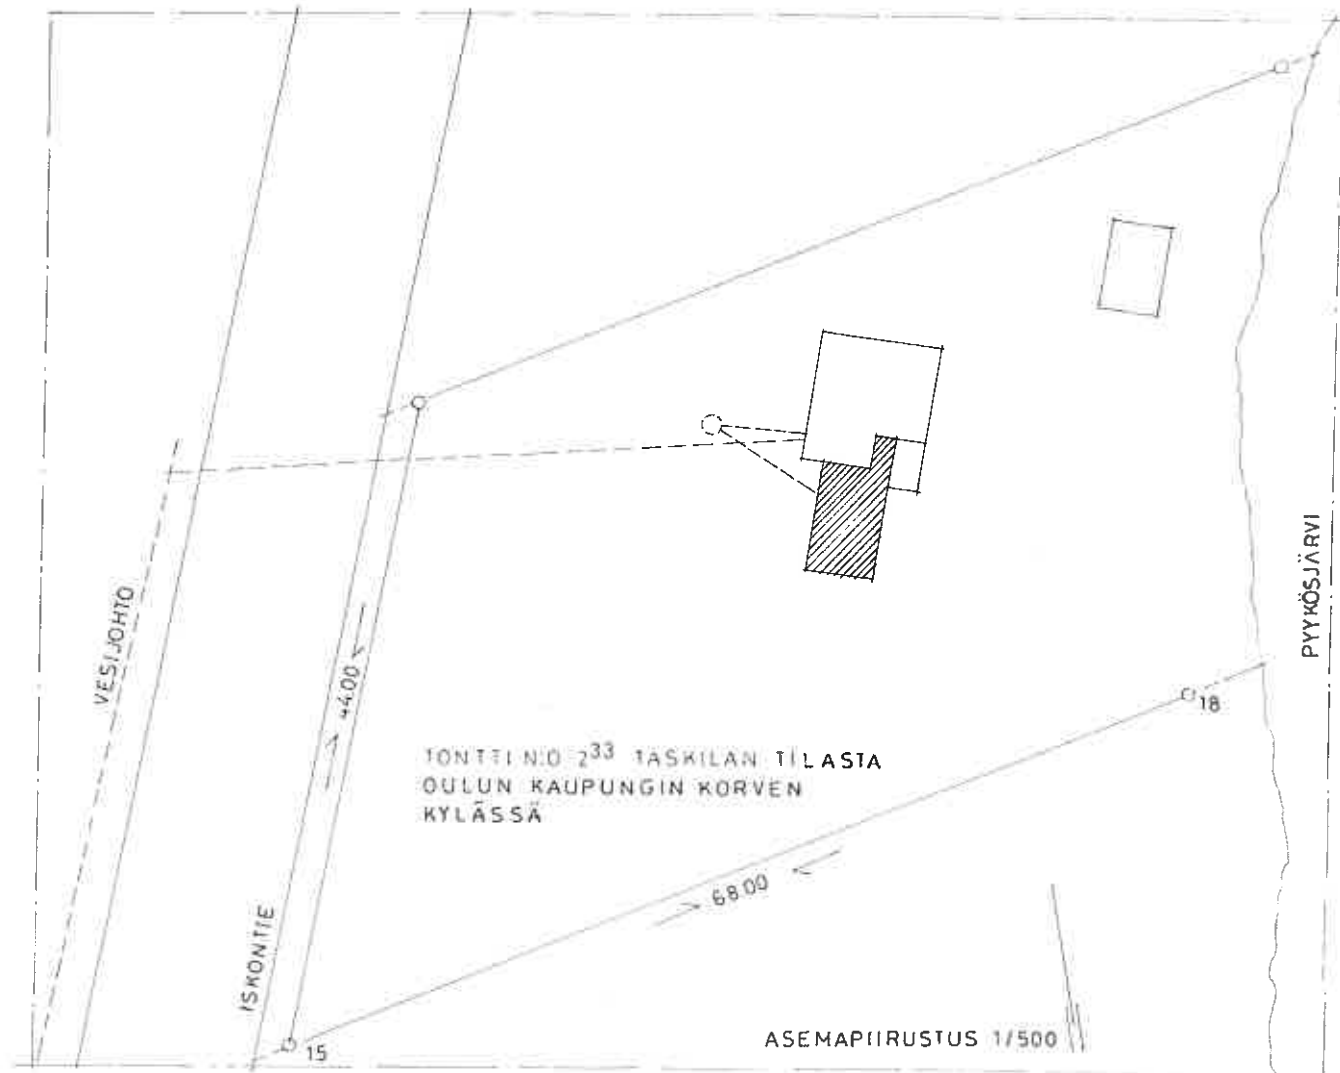 VESIJOHTO
ISKONTIE
44.00
TONTTI N:O 2³³ TASKILAN TILASTA
OULUN KAUPUNGIN KORVEN
KYLÄSSÄ
68.00
15
18
PYYKÖSJÄRVI
ASEMAPIIRUSTUS 1/500